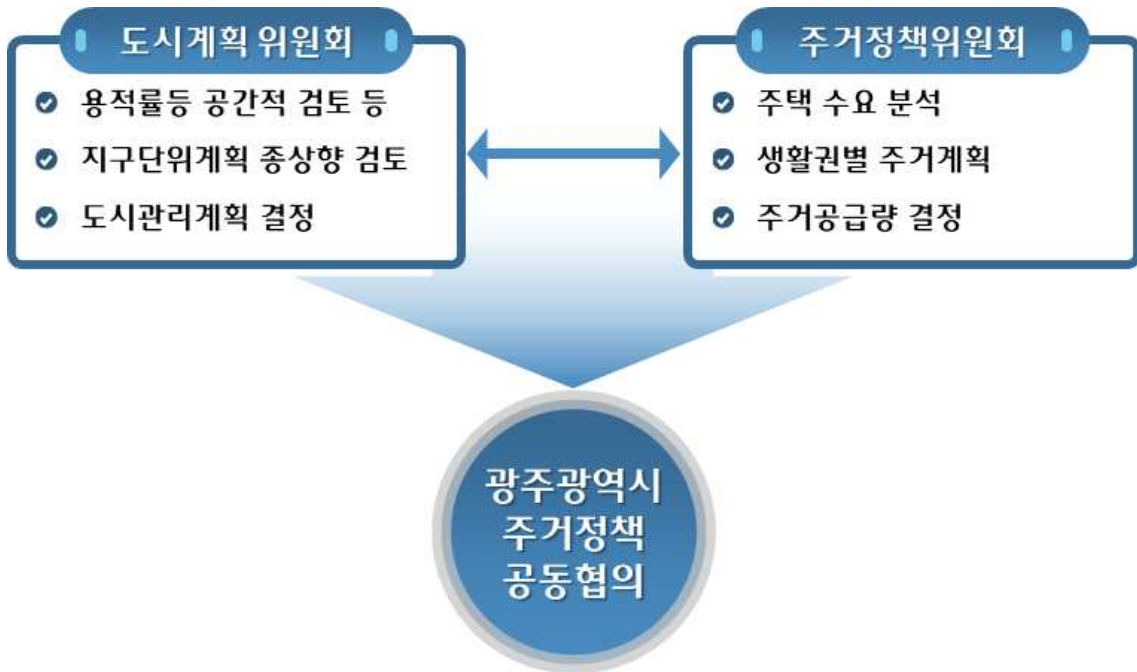 도시계획 위원회
용적률등 공간적 검토 등
지구단위계획 종상향 검토
도시관리계획 결정
주거정책위원회
주택 수요 분석
생활권별 주거계획
주거공급량 결정
광주광역시
주거정책
공동협의